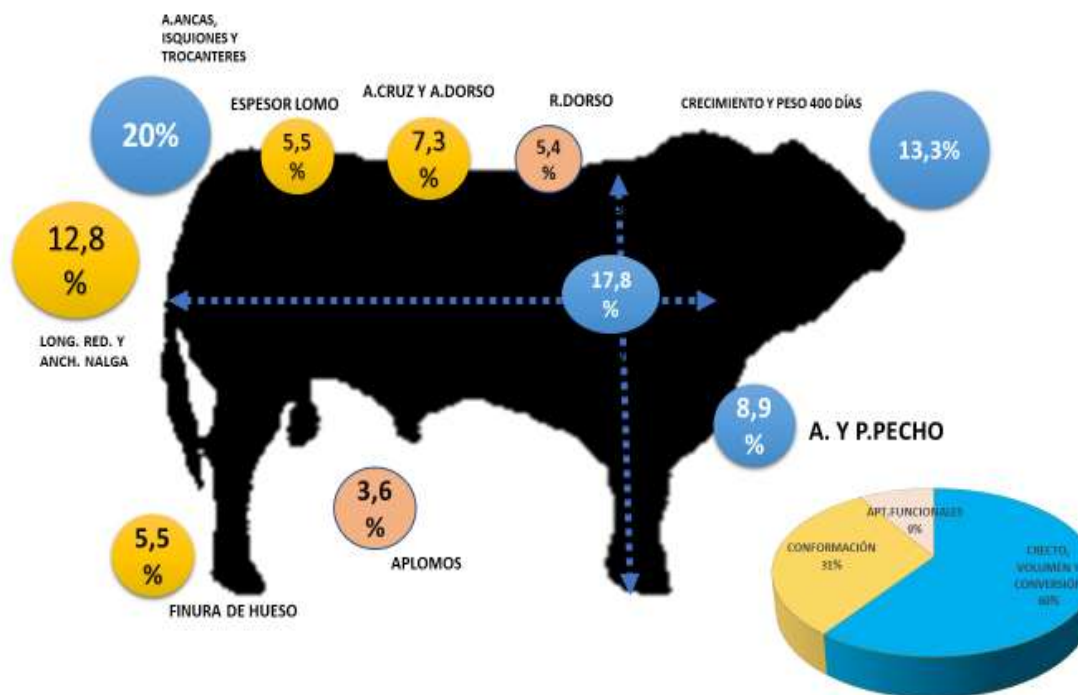 A.ANCAS,
ISQUIONES Y
TROCANTERES
20%
ESPESOR LOMO
5,5
%
A.CRUZ Y A.DORSO
7,3
%
R.DORSO
5,4
%
CRECIMIENTO Y PESO 400 DÍAS
13,3%
12,8
%
LONG. RED. Y
ANCH. NALGA
17,8
%
8,9
%
A. Y P.PECHO
3,6
%
APLOMOS
5,5
%
FINURA DE HUESO
APT.FUNCIONALES
CONFORMACIÓN
31%
CRECTO,
VOLUMEN Y
CONVERSIÓN
60%